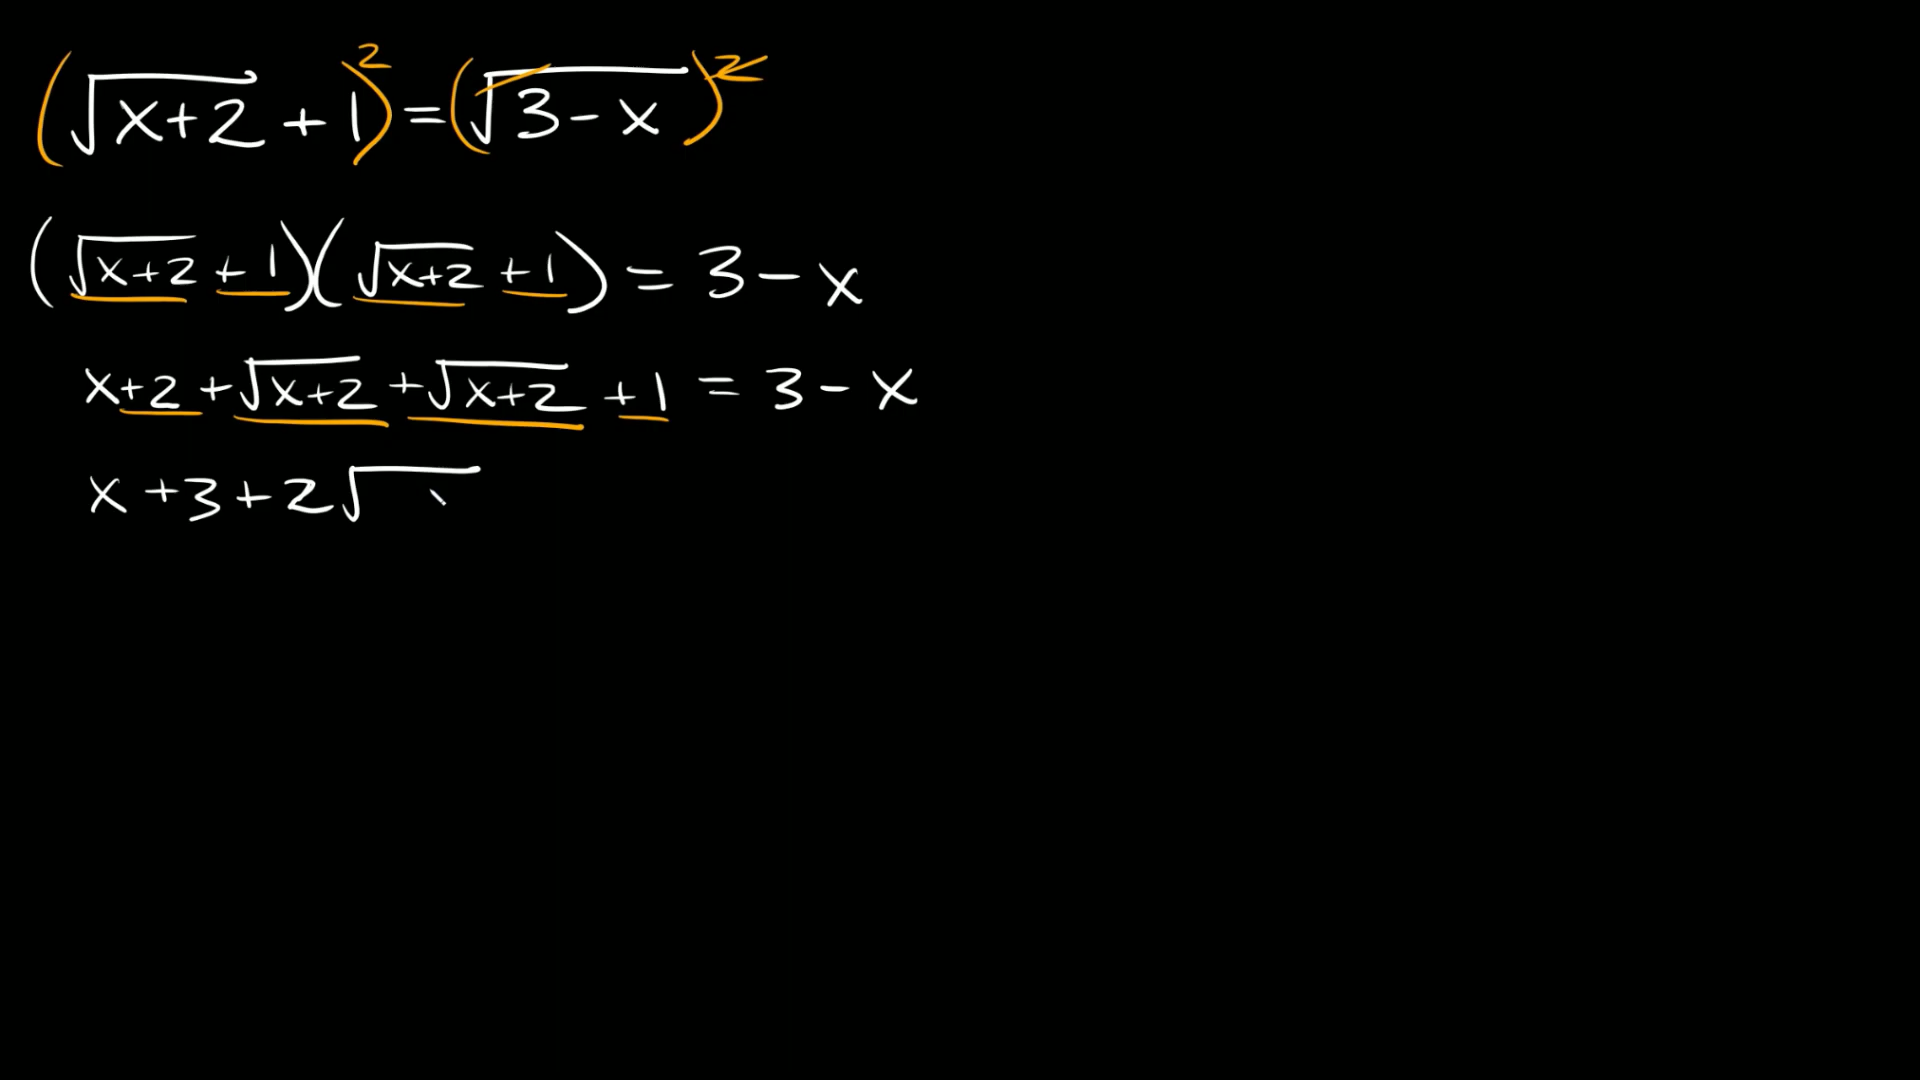 (√(x+2) + 1)² = (√(3-x))²
(√(x+2) + 1)(√(x+2) + 1) = 3 - x
x+2 + √(x+2) + √(x+2) + 1 = 3 - x
x + 3 + 2√